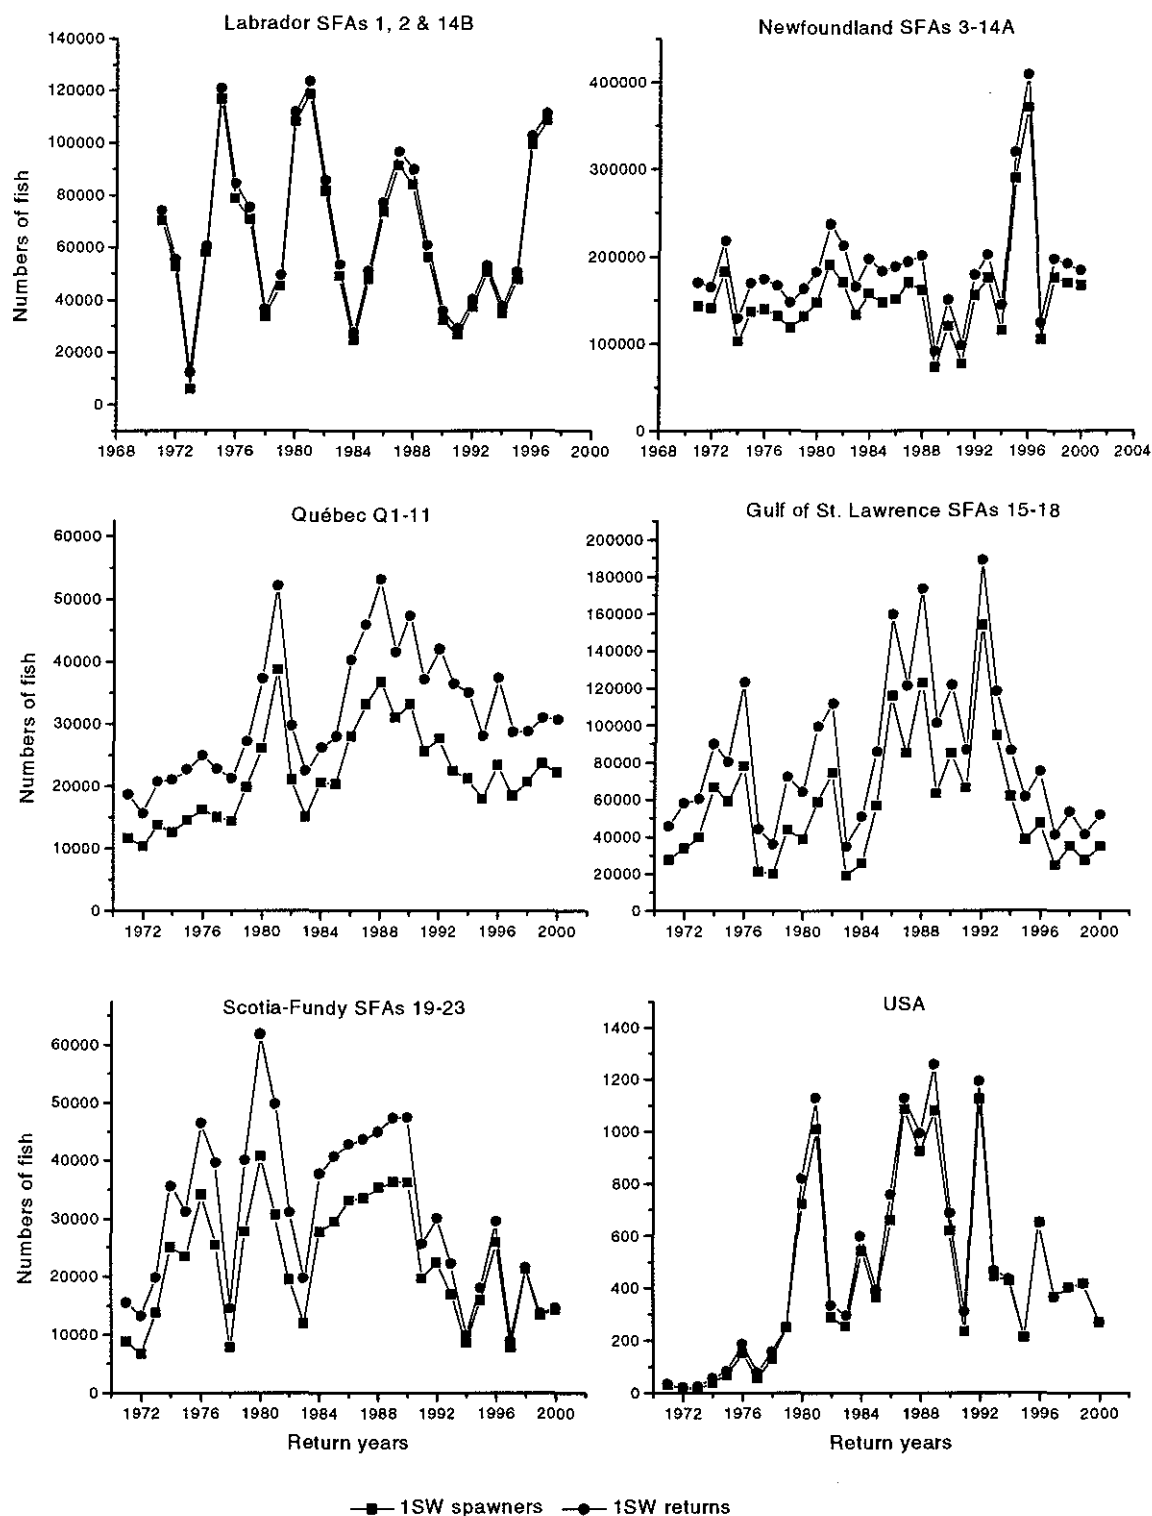 Labrador SFAs 1, 2 & 14B
140000
120000
100000
80000
60000
40000
20000
0
Numbers of fish
1968 1972 1976 1980 1984 1988 1992 1996 2000
Newfoundland SFAs 3-14A
400000
300000
200000
100000
0
1968 1972 1976 1980 1984 1988 1992 1996 2000 2004
Québec Q1-11
60000
50000
40000
30000
20000
10000
0
Numbers of fish
1972 1976 1980 1984 1988 1992 1996 2000
Gulf of St. Lawrence SFAs 15-18
200000
180000
160000
140000
120000
100000
80000
60000
40000
20000
0
1972 1976 1980 1984 1988 1992 1996 2000
Scotia-Fundy SFAs 19-23
60000
50000
40000
30000
20000
10000
0
Numbers of fish
1972 1976 1980 1984 1988 1992 1996 2000
Return years
USA
1400
1200
1000
800
600
400
200
0
1972 1976 1980 1984 1988 1992 1996 2000
Return years
1SW spawners 1SW returns